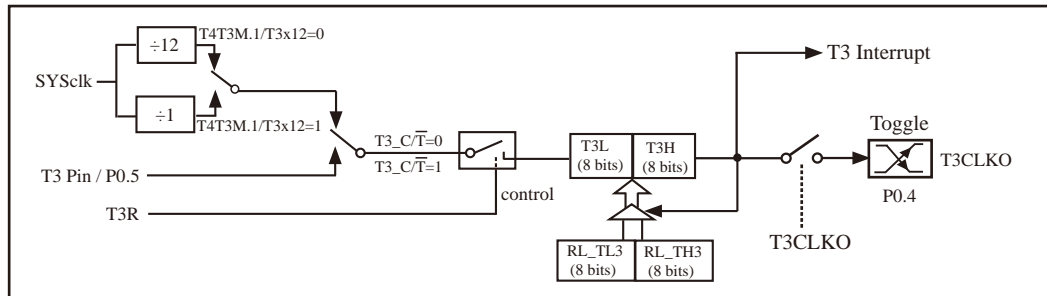 T4T3M.1/T3x12=0
÷12
SYSclk
÷1
T4T3M.1/T3x12=1
T3 Pin / P0.5
T3R
T3_C/T̅=0
T3_C/T̅=1
control
T3L
(8 bits)
T3H
(8 bits)
RL_TL3
(8 bits)
RL_TH3
(8 bits)
T3 Interrupt
Toggle
T3CLKO
P0.4
T3CLKO